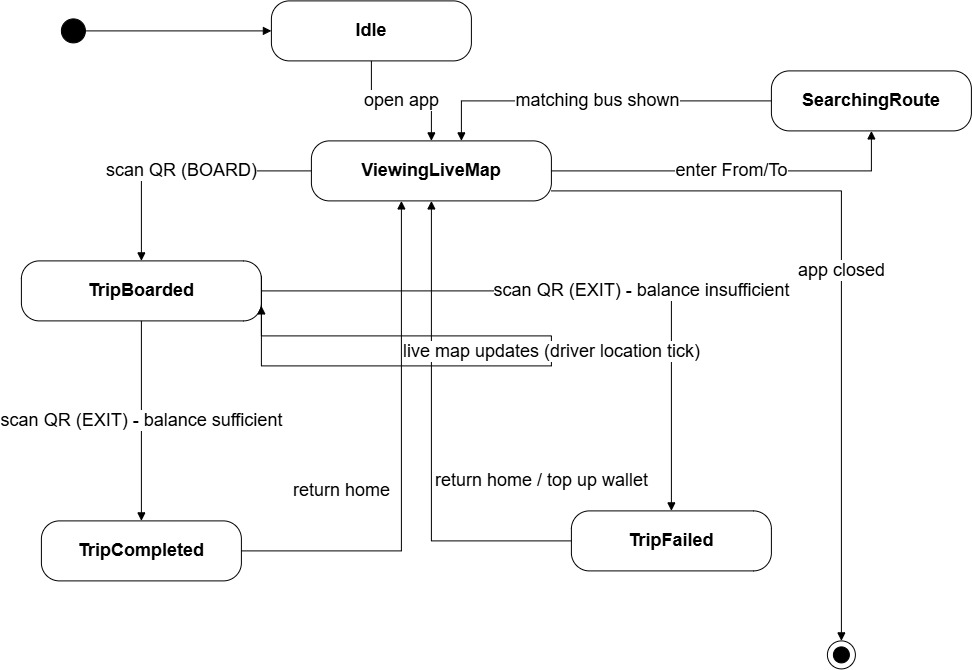 Idle
open app
matching bus shown
SearchingRoute
scan QR (BOARD)
ViewingLiveMap
enter From/To
app closed
TripBoarded
scan QR (EXIT) - balance insufficient
live map updates (driver location tick)
scan QR (EXIT) - balance sufficient
return home
return home / top up wallet
TripCompleted
TripFailed